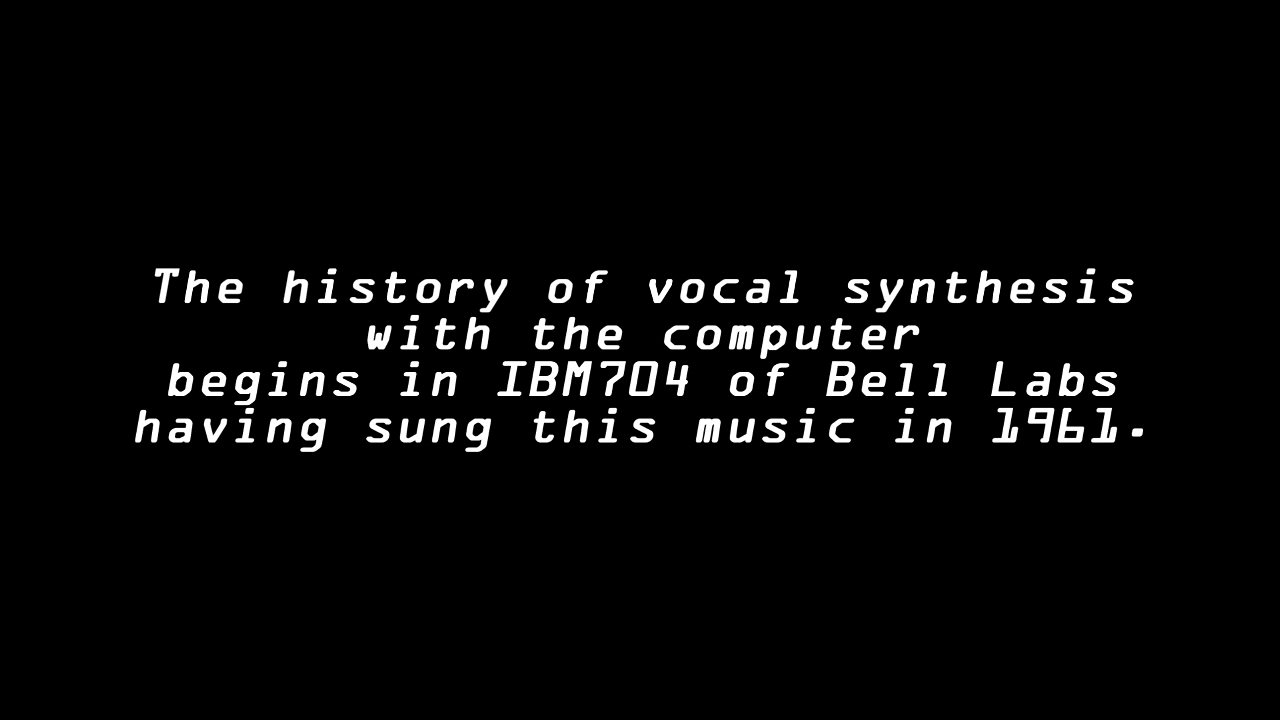 The history of vocal synthesis
with the computer
begins in IBM704 of Bell Labs
having sung this music in 1961.